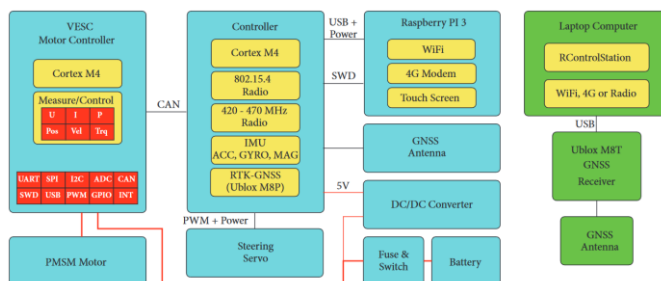 VESC
Motor Controller
Cortex M4
Measure/Control
U I P
Pos Vel Trq
UART SPI I2C ADC CAN
SWD USB PWM GPIO INT
PMSM Motor
CAN
Controller
Cortex M4
802.15.4
Radio
420 - 470 MHz
Radio
IMU
ACC, GYRO, MAG
RTK-GNSS
(Ublox M8P)
PWM + Power
Steering
Servo
USB +
Power
SWD
5V
Raspberry PI 3
WiFi
4G Modem
Touch Screen
GNSS
Antenna
DC/DC Converter
Fuse &
Switch
Battery
Laptop Computer
RControlStation
WiFi, 4G or Radio
USB
Ublox M8T
GNSS
Receiver
GNSS
Antenna